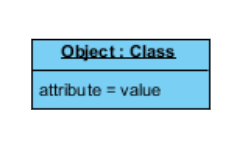 Object : Class
attribute = value